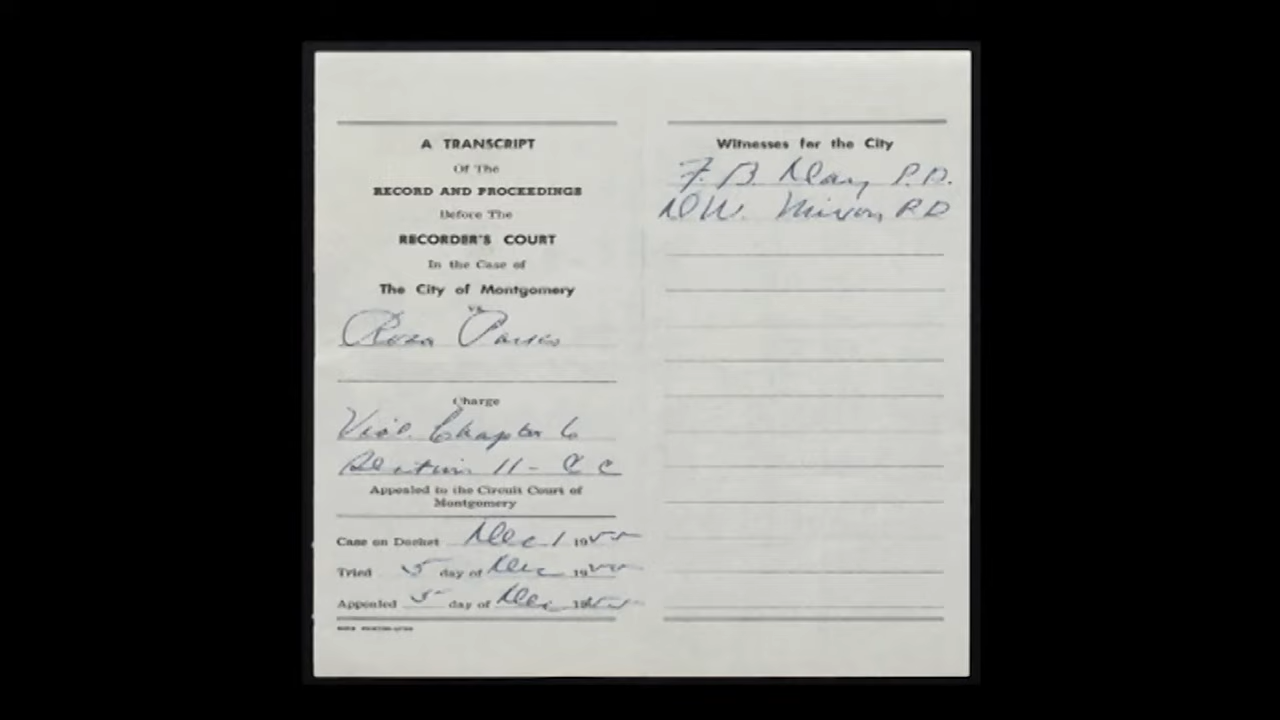 A TRANSCRIPT
Of The
RECORD AND PROCEEDINGS
Before The
RECORDER'S COURT
In the Case of
The City of Montgomery
vs.
Rosa Parks
Charge
Viol. Chapter 6
Section 11 - C C
Appealed to the Circuit Court of
Montgomery
Case on Docket Dec 1 1955
Tried 5 day of Dec 1955
Appealed 5 day of Dec 1955
Witnesses for the City
F. B. Day P.D.
D.W. Mixon, P.D